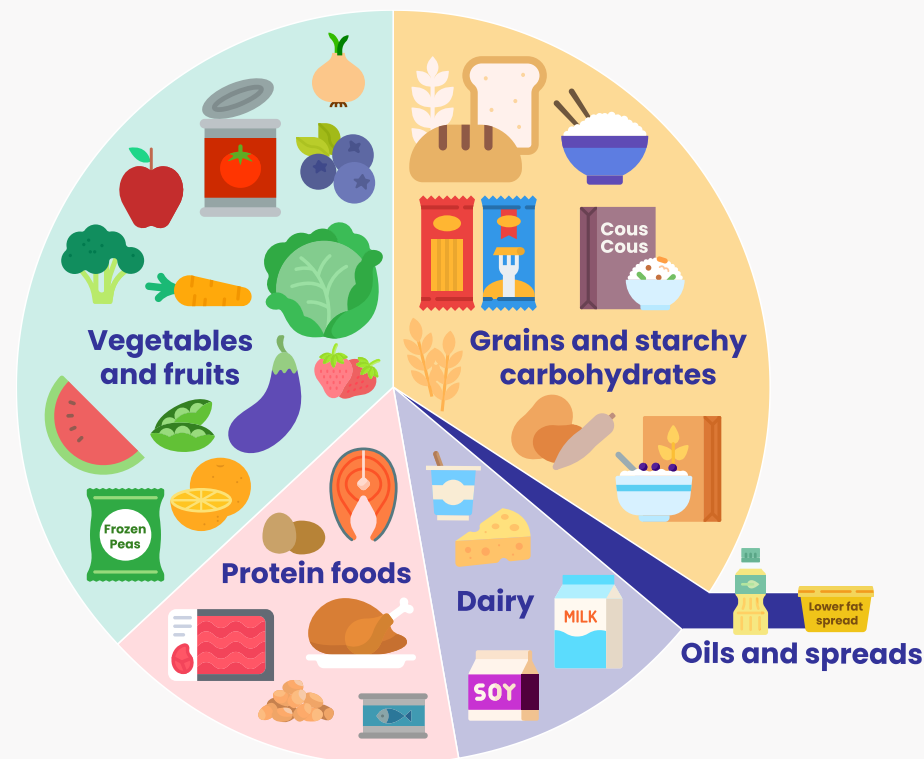 Cous
Cous
Vegetables
and fruits
Grains and starchy
carbohydrates
Frozen
Peas
Protein foods
Dairy
MILK
Lower fat
spread
Oils and spreads
SOY